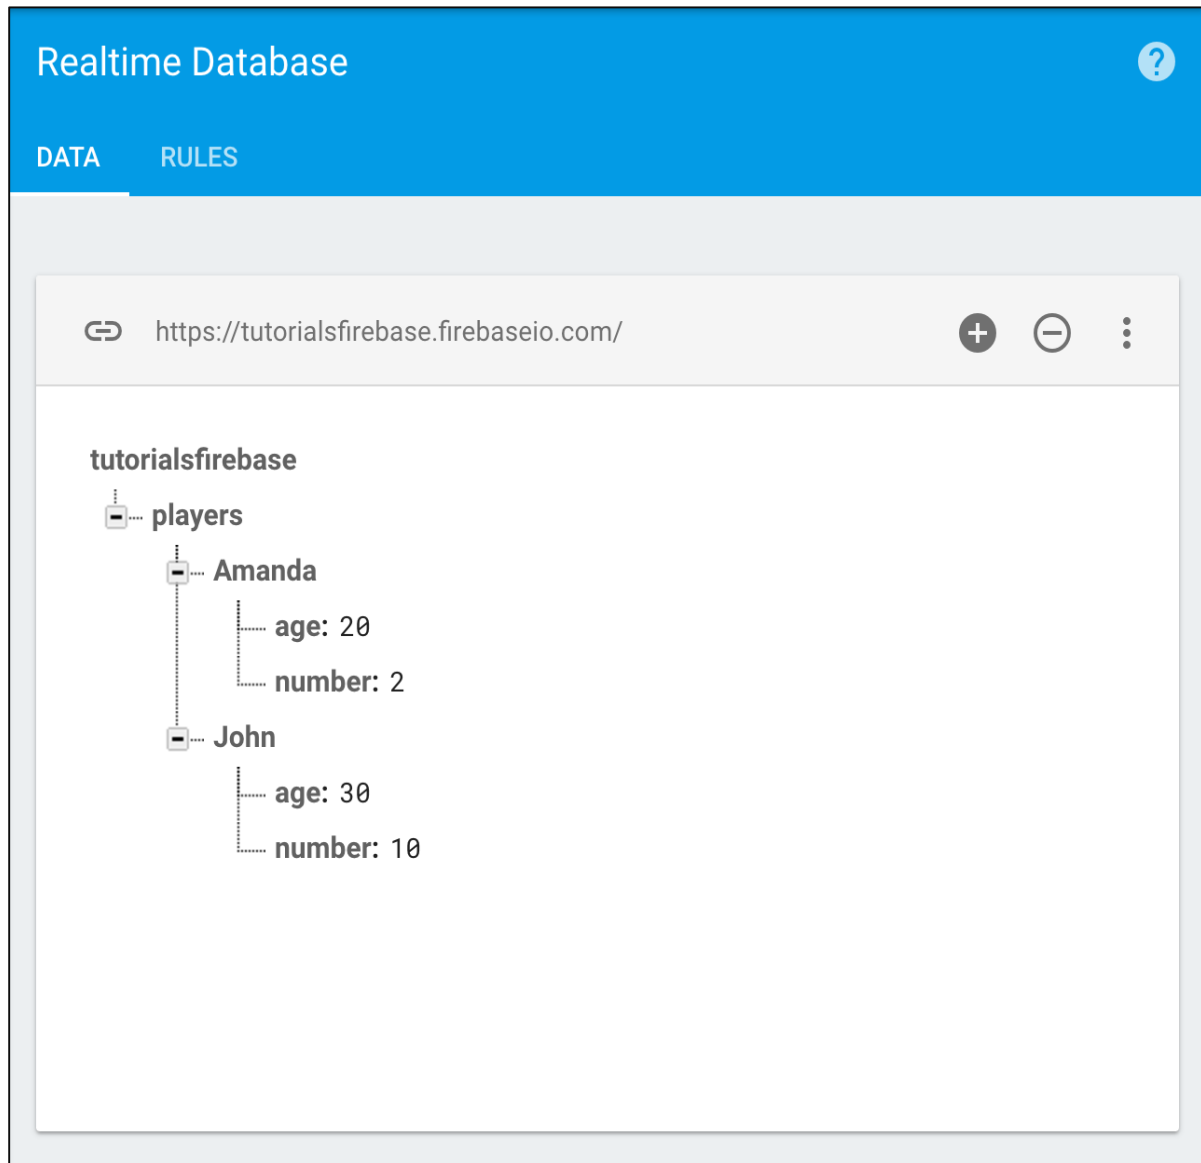 Realtime Database
?
DATA RULES
https://tutorialsfirebase.firebaseio.com/
tutorialsfirebase
players
Amanda
age: 20
number: 2
John
age: 30
number: 10